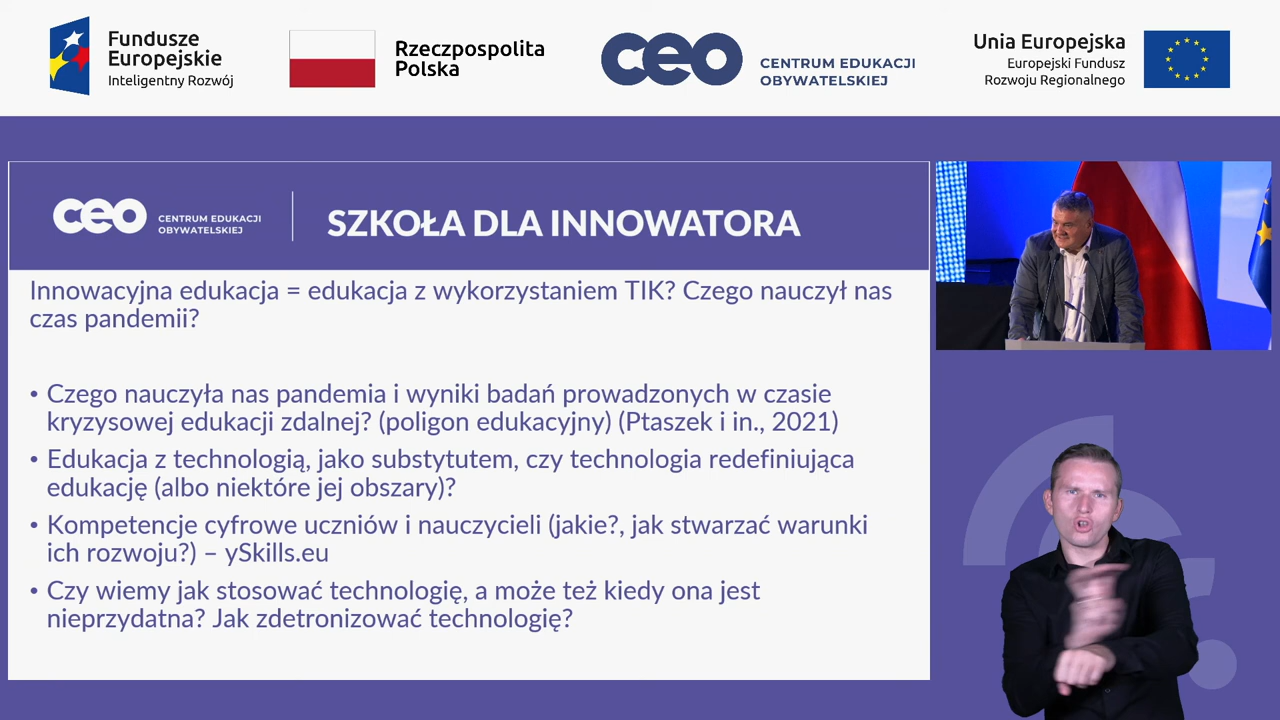 Fundusze
Europejskie
Inteligentny Rozwój
Rzeczpospolita
Polska
ceo
CENTRUM EDUKACJI
OBYWATELSKIEJ
Unia Europejska
Europejski Fundusz
Rozwoju Regionalnego
ceo
CENTRUM EDUKACJI
OBYWATELSKIEJ
SZKOŁA DLA INNOWATORA
Innowacyjna edukacja = edukacja z wykorzystaniem TIK? Czego nauczył nas
czas pandemii?
• Czego nauczyła nas pandemia i wyniki badań prowadzonych w czasie
kryzysowej edukacji zdalnej? (poligon edukacyjny) (Ptaszek i in., 2021)
• Edukacja z technologią, jako substytutem, czy technologia redefiniująca
edukację (albo niektóre jej obszary)?
• Kompetencje cyfrowe uczniów i nauczycieli (jakie?, jak stwarzać warunki
ich rozwoju?) – ySkills.eu
• Czy wiemy jak stosować technologię, a może też kiedy ona jest
nieprzydatna? Jak zdetronizować technologię?